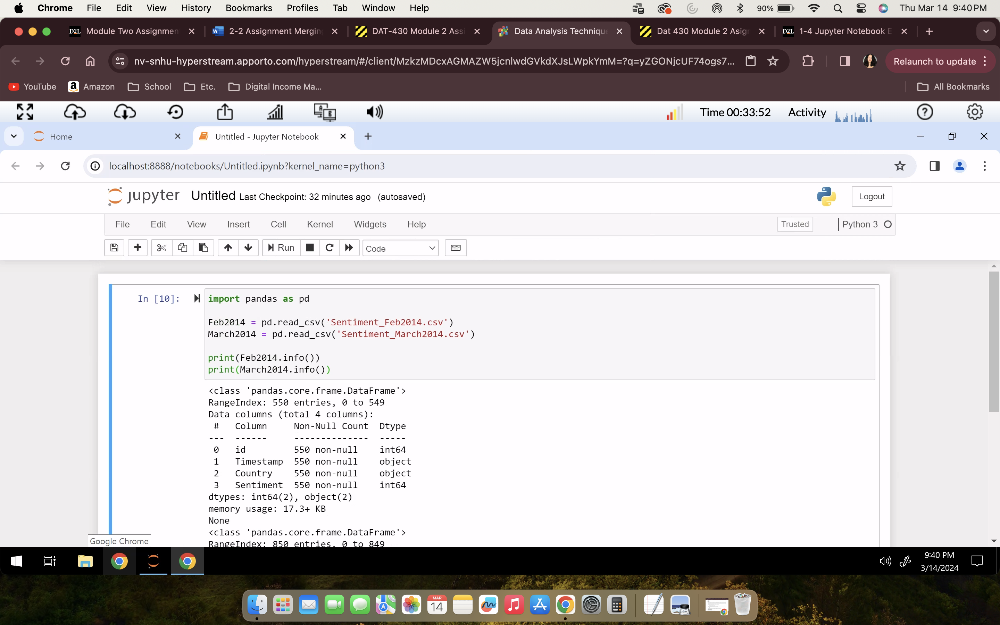 Chrome File Edit View History Bookmarks Profiles Tab Window Help 90% Thu Mar 14 9:40 PM
D2L Module Two Assignmen 2-2 Assignment Merging DAT-430 Module 2 Assi Data Analysis Technique Dat 430 Module 2 Asign D2L 1-4 Jupyter Notebook E
nv-snhu-hyperstream.apporto.com/hyperstream/#/client/MzkzMDcxAGMAZW5jcnlwdGVkdXJsLWpkYmM=?q=yZGONjcUF74ogs7... Relaunch to update
YouTube Amazon School Etc. Digital Income Ma... All Bookmarks
Time 00:33:52 Activity
Home Untitled - Jupyter Notebook
localhost:8888/notebooks/Untitled.ipynb?kernel_name=python3
jupyter Untitled Last Checkpoint: 32 minutes ago (autosaved) Logout
File Edit View Insert Cell Kernel Widgets Help Trusted Python 3
Run Code
In [10]: import pandas as pd
Feb2014 = pd.read_csv('Sentiment_Feb2014.csv')
March2014 = pd.read_csv('Sentiment_March2014.csv')
print(Feb2014.info())
print(March2014.info())
<class 'pandas.core.frame.DataFrame'>
RangeIndex: 550 entries, 0 to 549
Data columns (total 4 columns):
# Column Non-Null Count Dtype
--- ------ -------------- -----
0 id 550 non-null int64
1 Timestamp 550 non-null object
2 Country 550 non-null object
3 Sentiment 550 non-null int64
dtypes: int64(2), object(2)
memory usage: 17.3+ KB
None
<class 'pandas.core.frame.DataFrame'>
RangeIndex: 850 entries, 0 to 849
Google Chrome
9:40 PM
3/14/2024
MAR
14